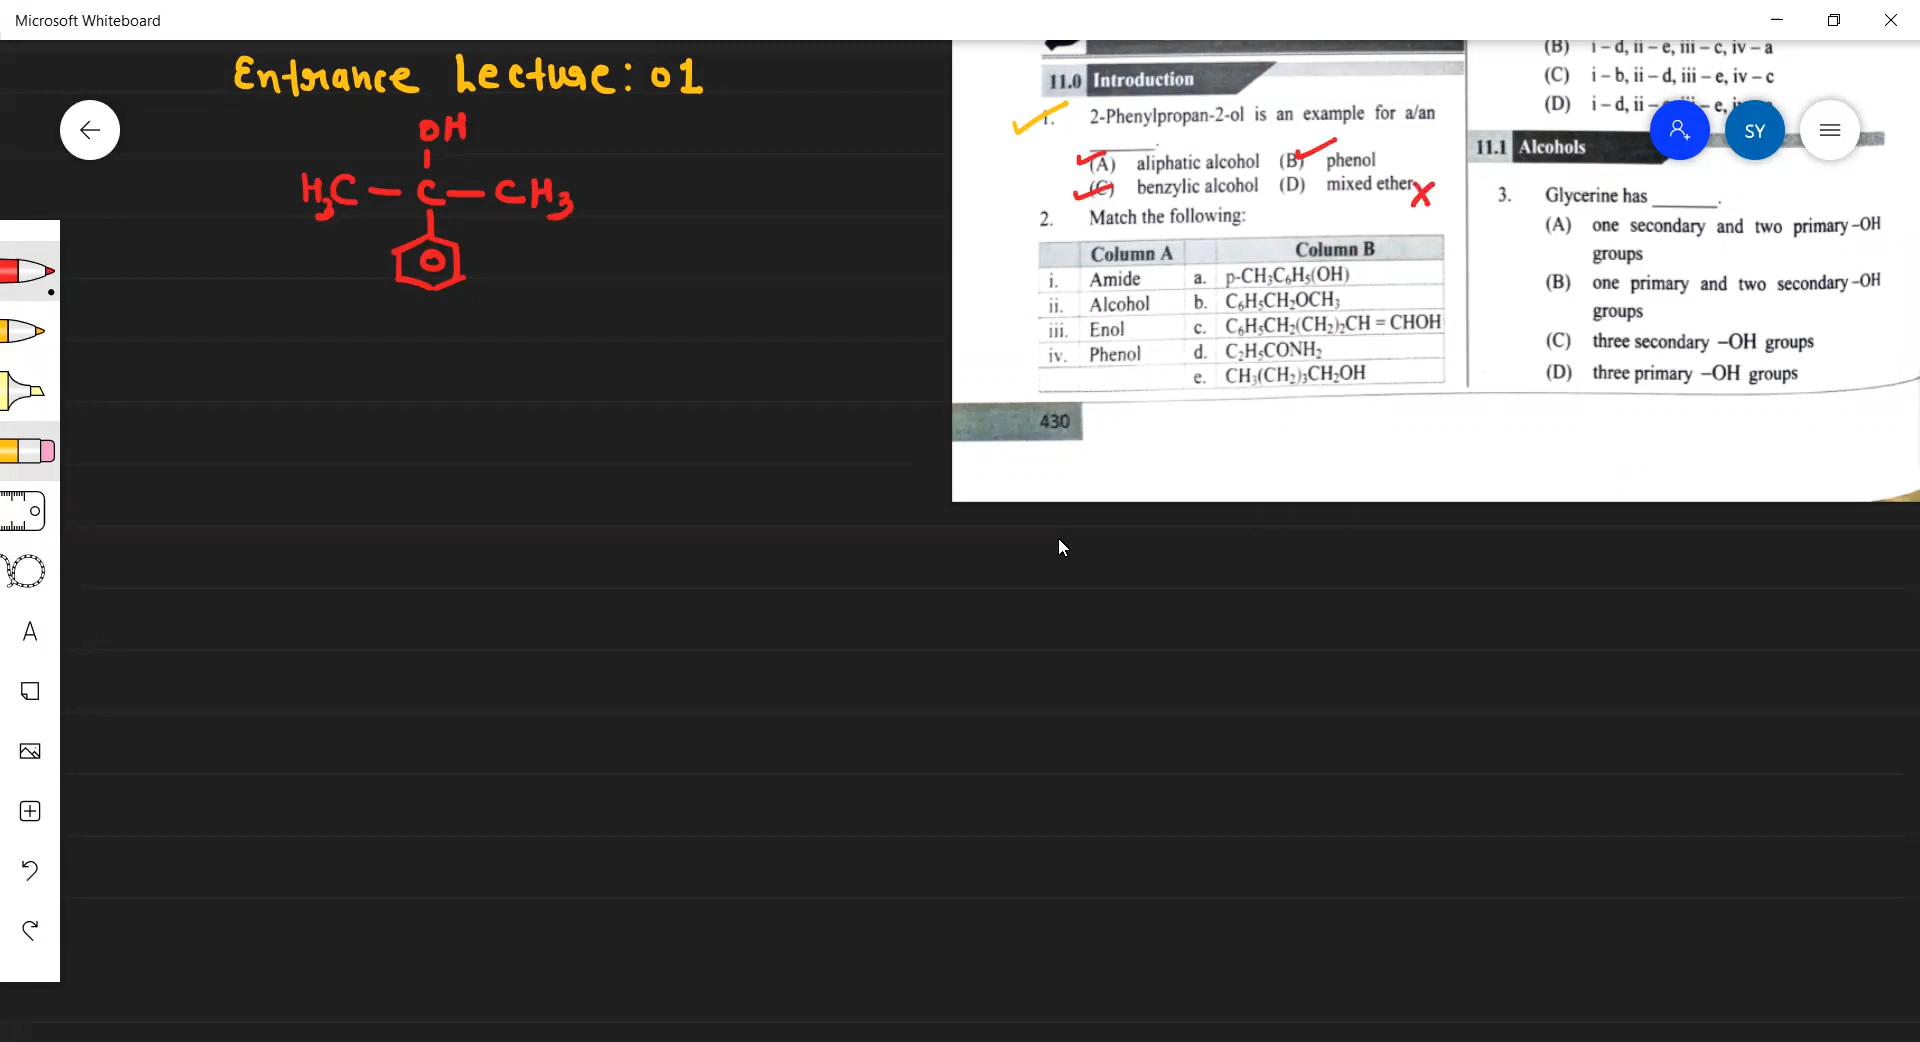 Microsoft Whiteboard
Entrance Lecture: 01
OH
H3C — C — CH3
11.0 Introduction
1. 2-Phenylpropan-2-ol is an example for a/an
_______.
(A) aliphatic alcohol (B) phenol
(C) benzylic alcohol (D) mixed ether
2. Match the following:
Column A Column B
i. Amide a. p-CH₃C₆H₅(OH)
ii. Alcohol b. C₆H₅CH₂OCH₃
iii. Enol c. C₆H₅CH₂(CH₂)₂CH = CHOH
iv. Phenol d. C₂H₅CONH₂
e. CH₃(CH₂)₃CH₂OH
430
(B) i – d, ii – e, iii – c, iv – a
(C) i – b, ii – d, iii – e, iv – c
(D) i – d, ii – – e,
SY
11.1 Alcohols
3. Glycerine has _______.
(A) one secondary and two primary –OH
groups
(B) one primary and two secondary –OH
groups
(C) three secondary –OH groups
(D) three primary –OH groups
A